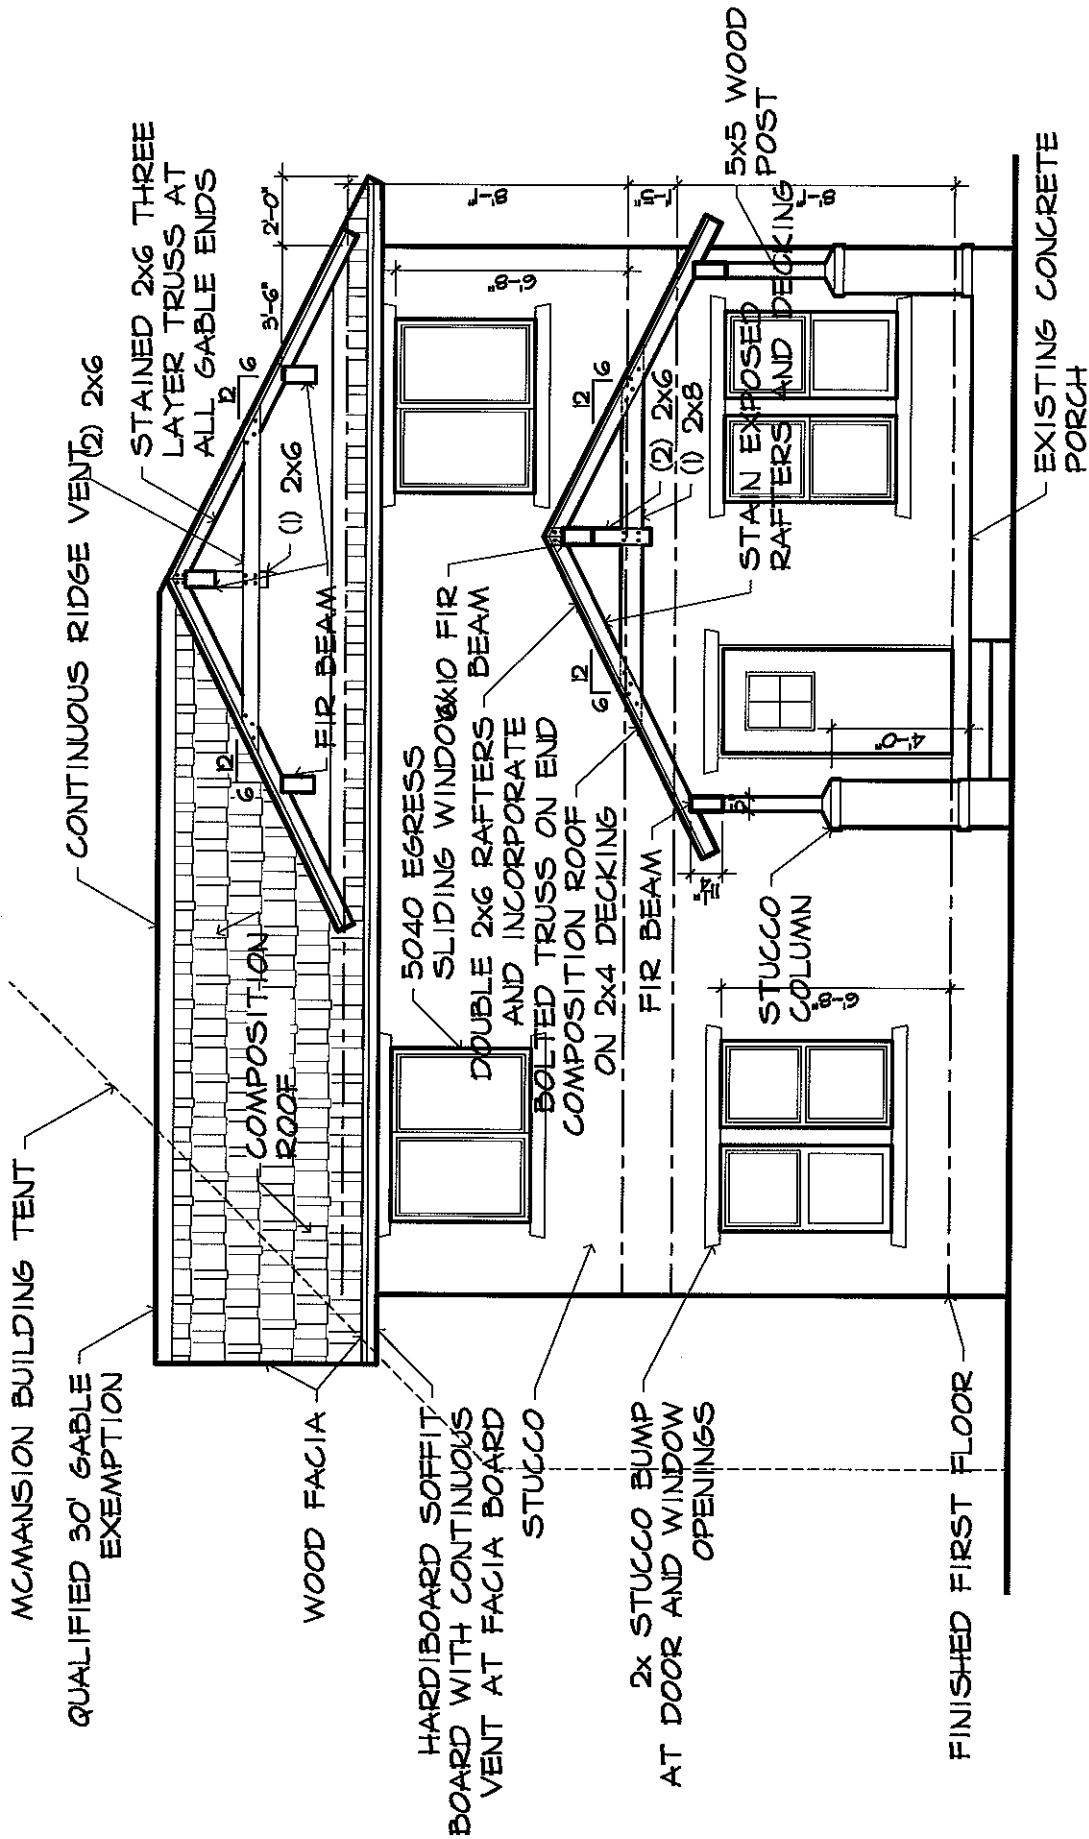 MCMANSION BUILDING TENT
QUALIFIED 30' GABLE
EXEMPTION
CONTINUOUS RIDGE VENT
(2) 2x6
STAINED 2x6 THREE
LAYER TRUSS AT
ALL GABLE ENDS
12
6
12
6
3'-6"
2'-0"
(1) 2x6
FIR BEAM
COMPOSITION
ROOF
WOOD FACIA
HARDIBOARD SOFFIT
BOARD WITH CONTINUOUS
VENT AT FACIA BOARD
STUCCO
5040 EGRESS
SLIDING WINDOW
6x10 FIR
BEAM
DOUBLE 2x6 RAFTERS
AND INCORPORATE
BOLTED TRUSS ON END
COMPOSITION ROOF
ON 2x4 DECKING
FIR BEAM
12
6
12
6
(2) 2x6
(1) 2x8
8'-1"
6'-8"
1'-5"
8'-1"
5x5 WOOD
POST
STAIN EXPOSED
RAFTERS AND DECKING
11 1/4"
5"
4'-0"
STUCCO
COLUMN
6'-8"
2x STUCCO BUMP
AT DOOR AND WINDOW
OPENINGS
EXISTING CONCRETE
PORCH
FINISHED FIRST FLOOR